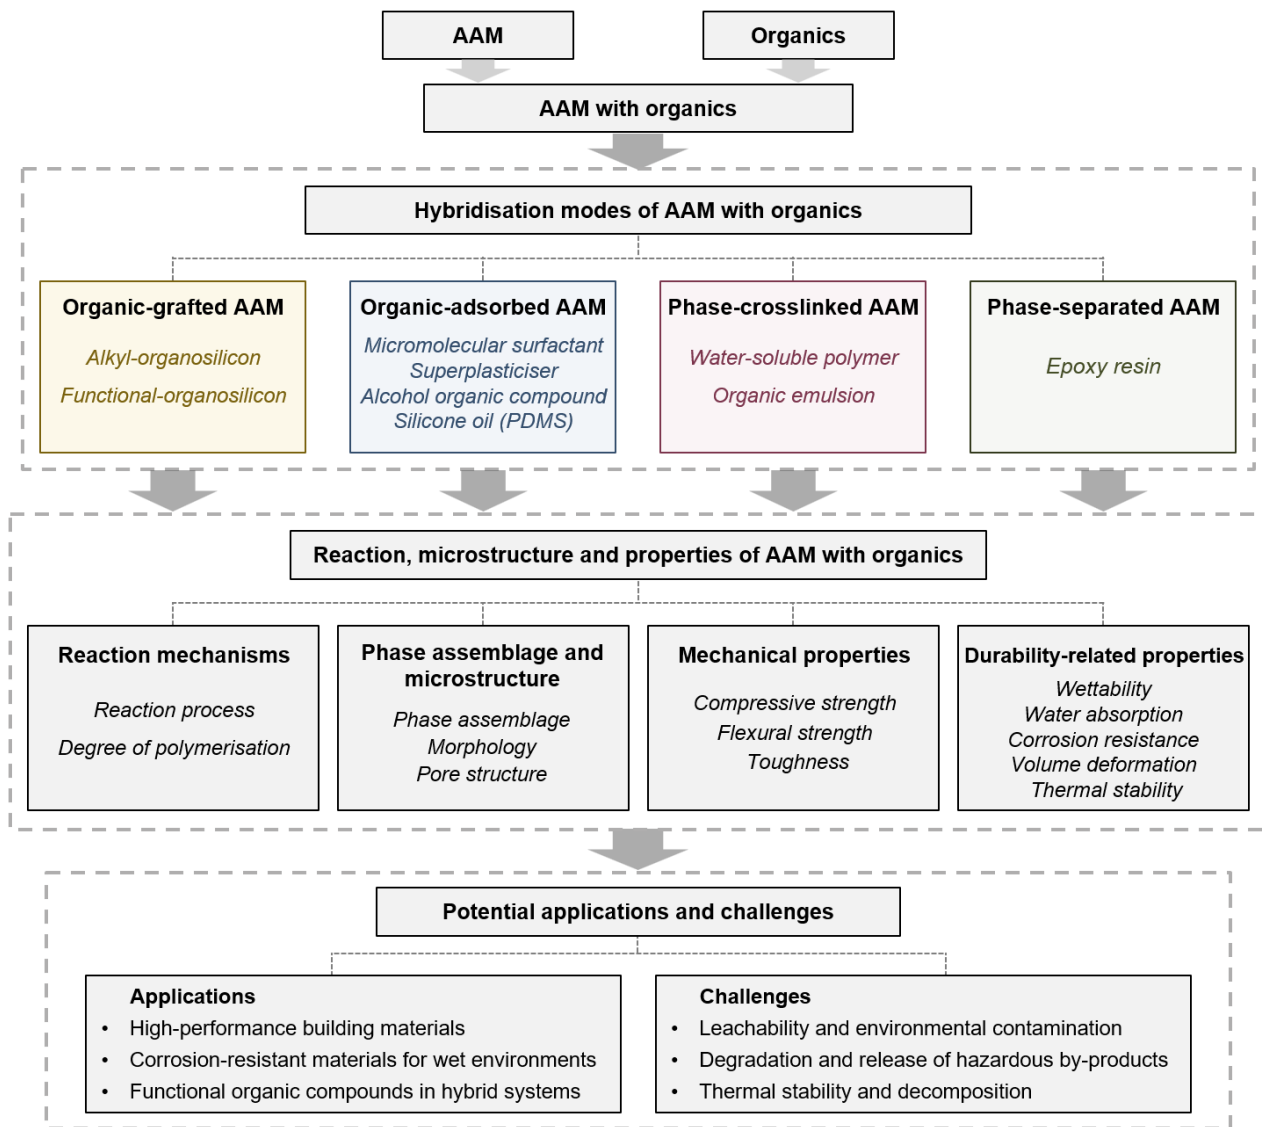 AAM
Organics
AAM with organics
Hybridisation modes of AAM with organics
Organic-grafted AAM
Alkyl-organosilicon
Functional-organosilicon
Organic-adsorbed AAM
Micromolecular surfactant
Superplasticiser
Alcohol organic compound
Silicone oil (PDMS)
Phase-crosslinked AAM
Water-soluble polymer
Organic emulsion
Phase-separated AAM
Epoxy resin
Reaction, microstructure and properties of AAM with organics
Reaction mechanisms
Reaction process
Degree of polymerisation
Phase assemblage and
microstructure
Phase assemblage
Morphology
Pore structure
Mechanical properties
Compressive strength
Flexural strength
Toughness
Durability-related properties
Wettability
Water absorption
Corrosion resistance
Volume deformation
Thermal stability
Potential applications and challenges
Applications
• High-performance building materials
• Corrosion-resistant materials for wet environments
• Functional organic compounds in hybrid systems
Challenges
• Leachability and environmental contamination
• Degradation and release of hazardous by-products
• Thermal stability and decomposition